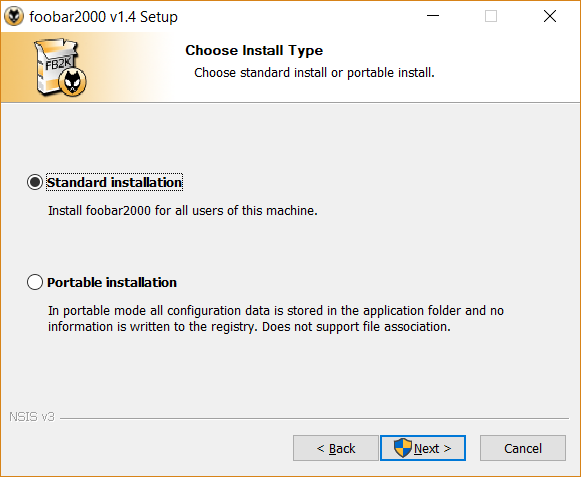 foobar2000 v1.4 Setup
Choose Install Type
Choose standard install or portable install.
FB2K
Standard installation
Install foobar2000 for all users of this machine.
Portable installation
In portable mode all configuration data is stored in the application folder and no
information is written to the registry. Does not support file association.
NSIS v3
< Back
Next >
Cancel